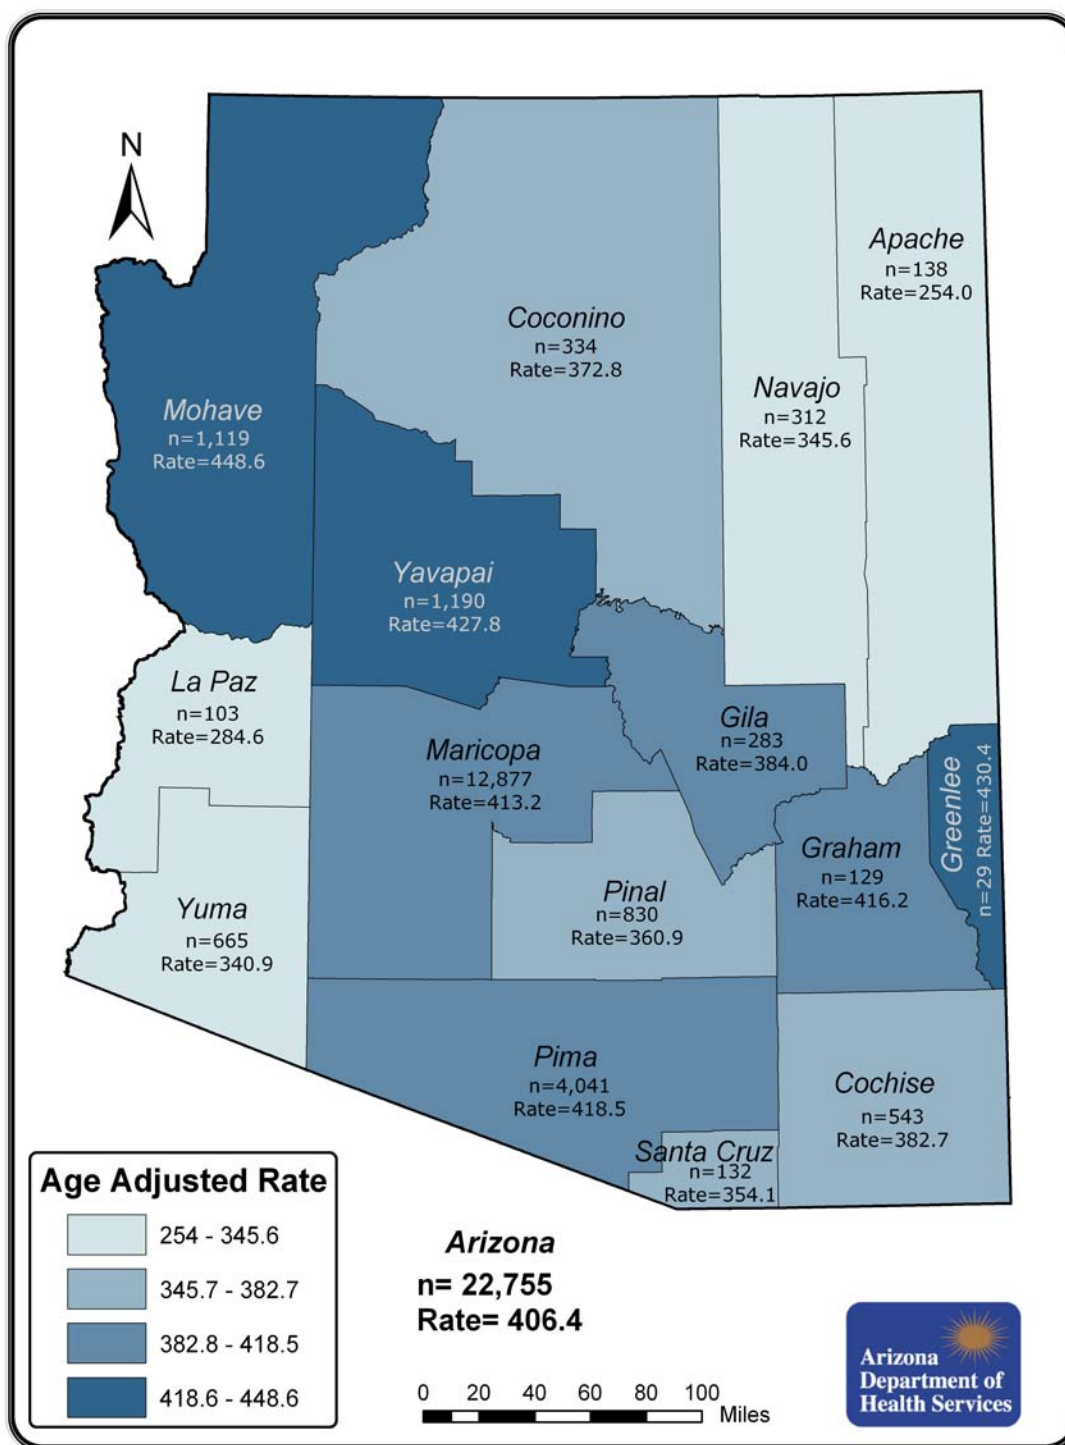 N
Apache
n=138
Rate=254.0
Coconino
n=334
Rate=372.8
Navajo
n=312
Rate=345.6
Mohave
n=1,119
Rate=448.6
Yavapai
n=1,190
Rate=427.8
La Paz
n=103
Rate=284.6
Gila
n=283
Rate=384.0
Maricopa
n=12,877
Rate=413.2
Greenlee
n=29 Rate=430.4
Graham
n=129
Rate=416.2
Pinal
n=830
Rate=360.9
Yuma
n=665
Rate=340.9
Pima
n=4,041
Rate=418.5
Cochise
n=543
Rate=382.7
Santa Cruz
n=132
Rate=354.1
Age Adjusted Rate
254 - 345.6
345.7 - 382.7
382.8 - 418.5
418.6 - 448.6
Arizona
n= 22,755
Rate= 406.4
0 20 40 60 80 100
Miles
Arizona
Department of
Health Services